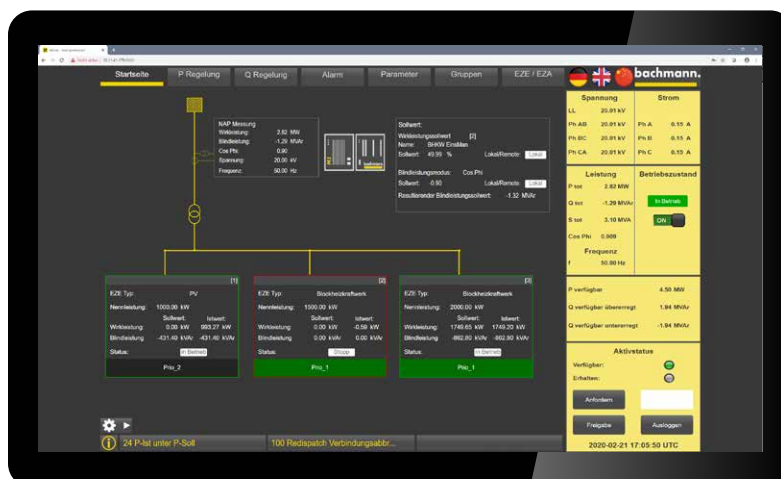 Startseite
P Regelung
Q Regelung
Alarm
Parameter
Gruppen
EZE / EZA
bachmann.
NAP Messung
Wirkleistung: 2.82 MW
Blindleistung: -1.29 MVAr
Cos Phi: 0.90
Spannung: 20.00 kV
Frequenz: 50.00 Hz
Sollwert:
Wirkleistungssollwert [2]
Name: BHKW EinsMan
Sollwert: 49.99 % Lokal/Remote: Lokal
Blindleistungsmodus: Cos Phi
Sollwert: -0.90 Lokal/Remote: Lokal
Resultierender Blindleistungssollwert: -1.32 MVAr
[1]
EZE Typ: PV
Nennleistung: 1000.00 kW
Sollwert: Istwert:
Wirkleistung: 0.00 kW 993.27 kW
Blindleistung: -431.40 kVAr -431.40 kVAr
Status: In Betrieb
Prio_2
[2]
EZE Typ: Blockheizkraftwerk
Nennleistung: 1500.00 kW
Sollwert: Istwert:
Wirkleistung: 0.00 kW -0.59 kW
Blindleistung: 0.00 kVAr 0.00 kVAr
Status: Stopp
Prio_1
[3]
EZE Typ: Blockheizkraftwerk
Nennleistung: 2000.00 kW
Sollwert: Istwert:
Wirkleistung: 1749.65 kW 1749.20 kW
Blindleistung: -862.80 kVAr -862.80 kVAr
Status: In Betrieb
Prio_1
24 P-Ist unter P-Soll
100 Redispatch Verbindungsabbr...
Spannung Strom
LL 20.01 kV
Ph AB 20.01 kV Ph A 0.15 A
Ph BC 20.01 kV Ph B 0.15 A
Ph CA 20.01 kV Ph C 0.15 A
Leistung Betriebszustand
P tot 2.82 MW
Q tot -1.29 MVAr In Betrieb
S tot 3.10 MVA ON
Cos Phi 0.909
Frequenz
f 50.00 Hz
P verfügbar 4.50 MW
Q verfügbar übererregt 1.94 MVAr
Q verfügbar untererregt -1.94 MVAr
Aktivstatus
Verfügbar:
Erhalten:
Anfordern
Freigabe Ausloggen
2020-02-21 17:05:50 UTC